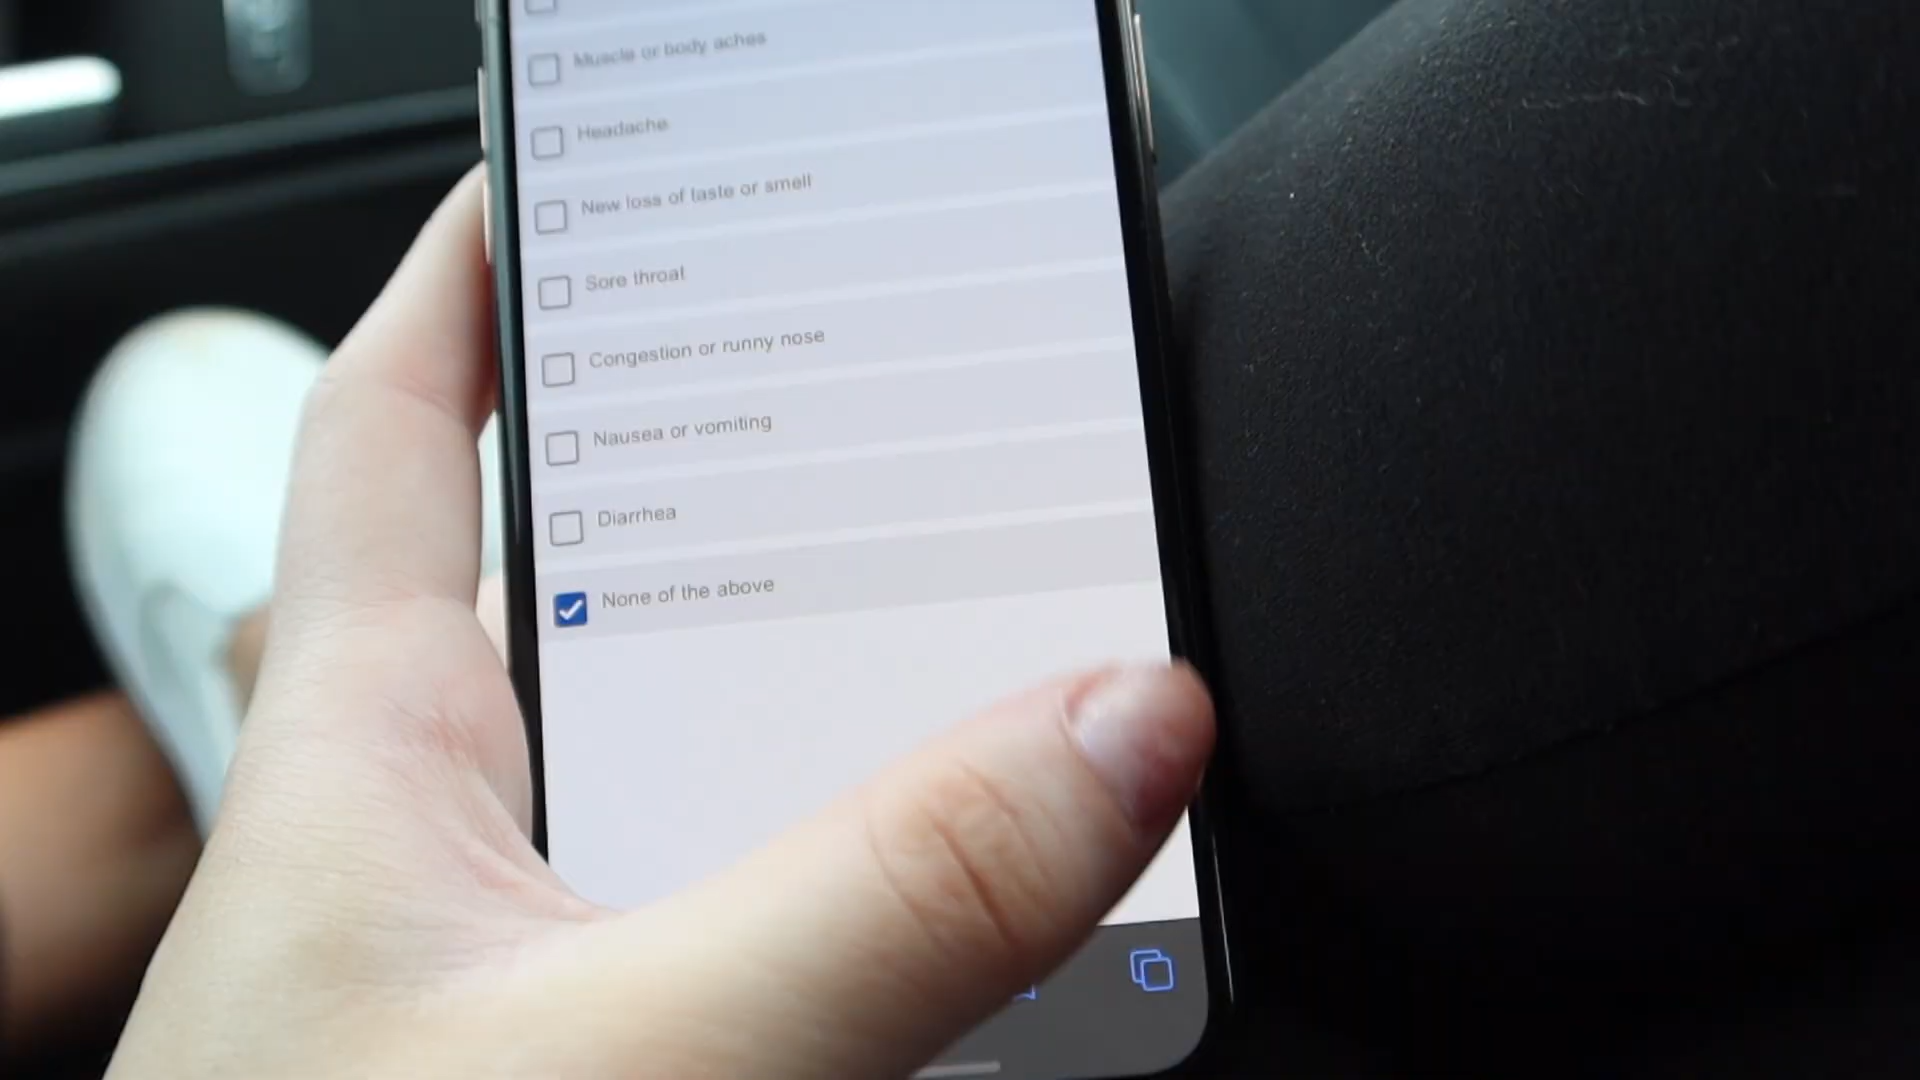 Muscle or body aches
Headache
New loss of taste or smell
Sore throat
Congestion or runny nose
Nausea or vomiting
Diarrhea
None of the above